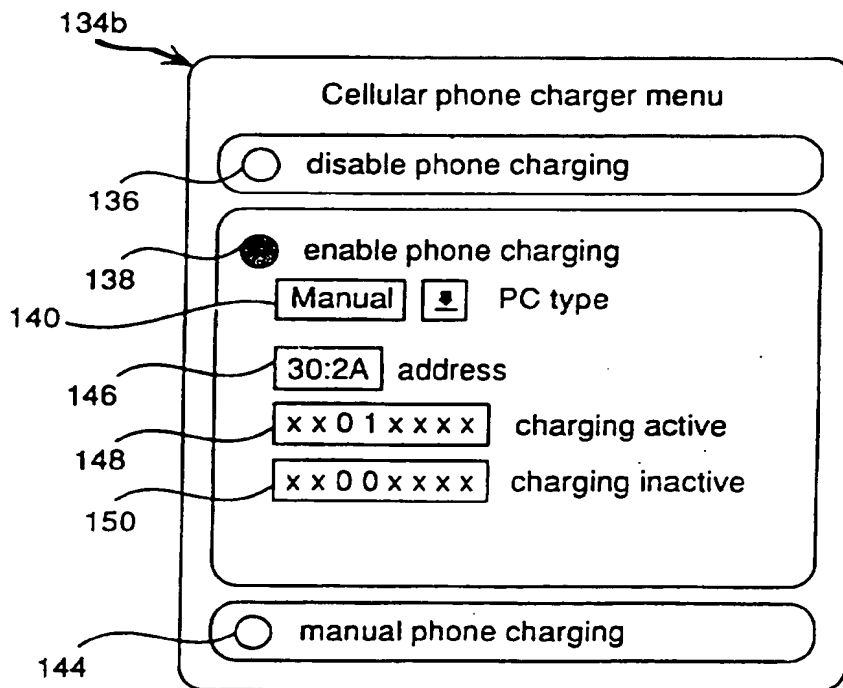 134b
Cellular phone charger menu
disable phone charging
136
enable phone charging
138
Manual PC type
140
30:2A address
146
x x 0 1 x x x x charging active
148
x x 0 0 x x x x charging inactive
150
manual phone charging
144